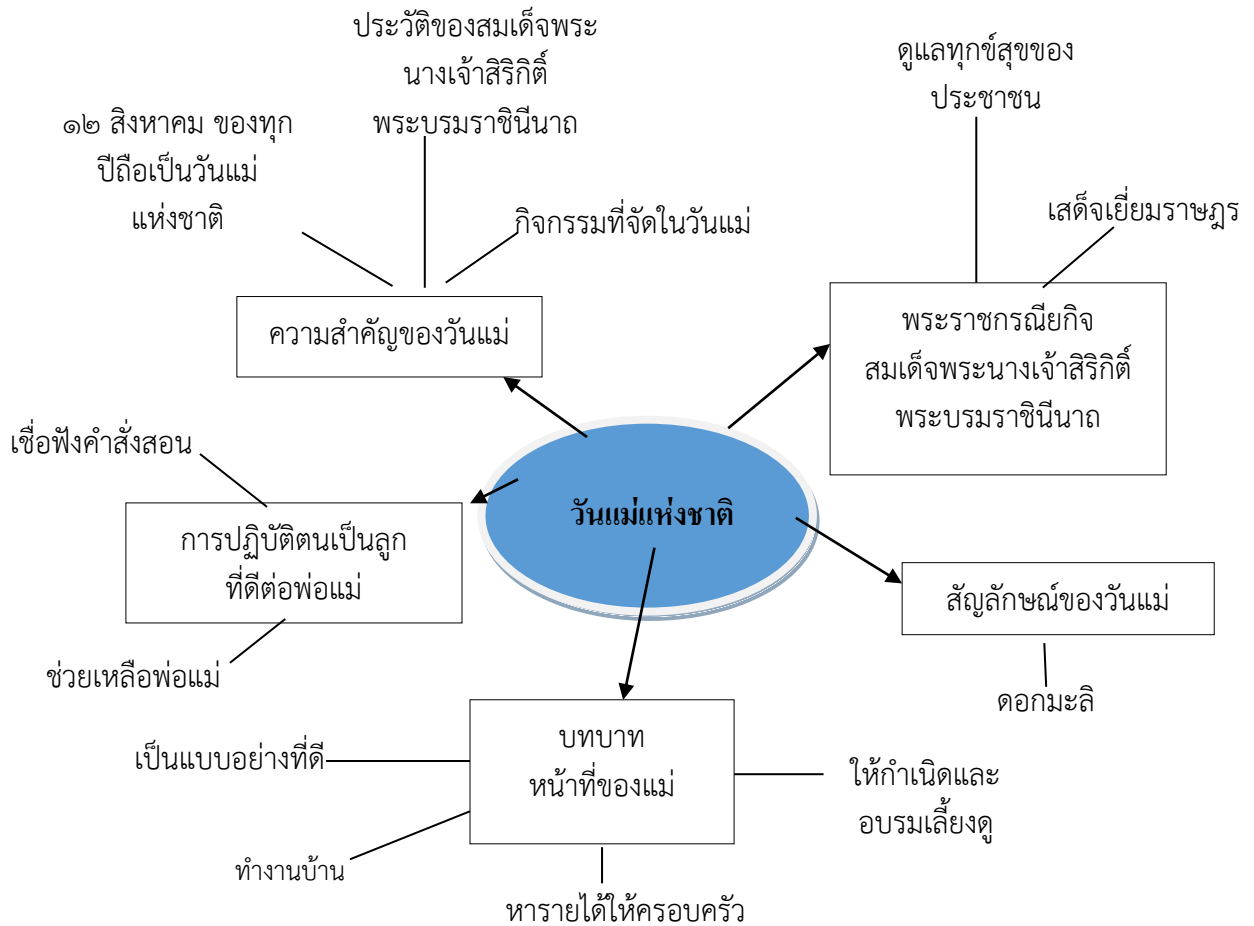 ประวัติของสมเด็จพระ
นางเจ้าสิริกิติ์
พระบรมราชินีนาถ
ดูแลทุกข์สุขของ
ประชาชน
๑๒ สิงหาคม ของทุก
ปีถือเป็นวันแม่
แห่งชาติ
กิจกรรมที่จัดในวันแม่
เสด็จเยี่ยมราษฎร
ความสำคัญของวันแม่
พระราชกรณียกิจ
สมเด็จพระนางเจ้าสิริกิติ์
พระบรมราชินีนาถ
เชื่อฟังคำสั่งสอน
การปฏิบัติตนเป็นลูก
ที่ดีต่อพ่อแม่
วันแม่แห่งชาติ
สัญลักษณ์ของวันแม่
ช่วยเหลือพ่อแม่
ดอกมะลิ
บทบาท
หน้าที่ของแม่
เป็นแบบอย่างที่ดี
ให้กำเนิดและ
อบรมเลี้ยงดู
ทำงานบ้าน
หารายได้ให้ครอบครัว